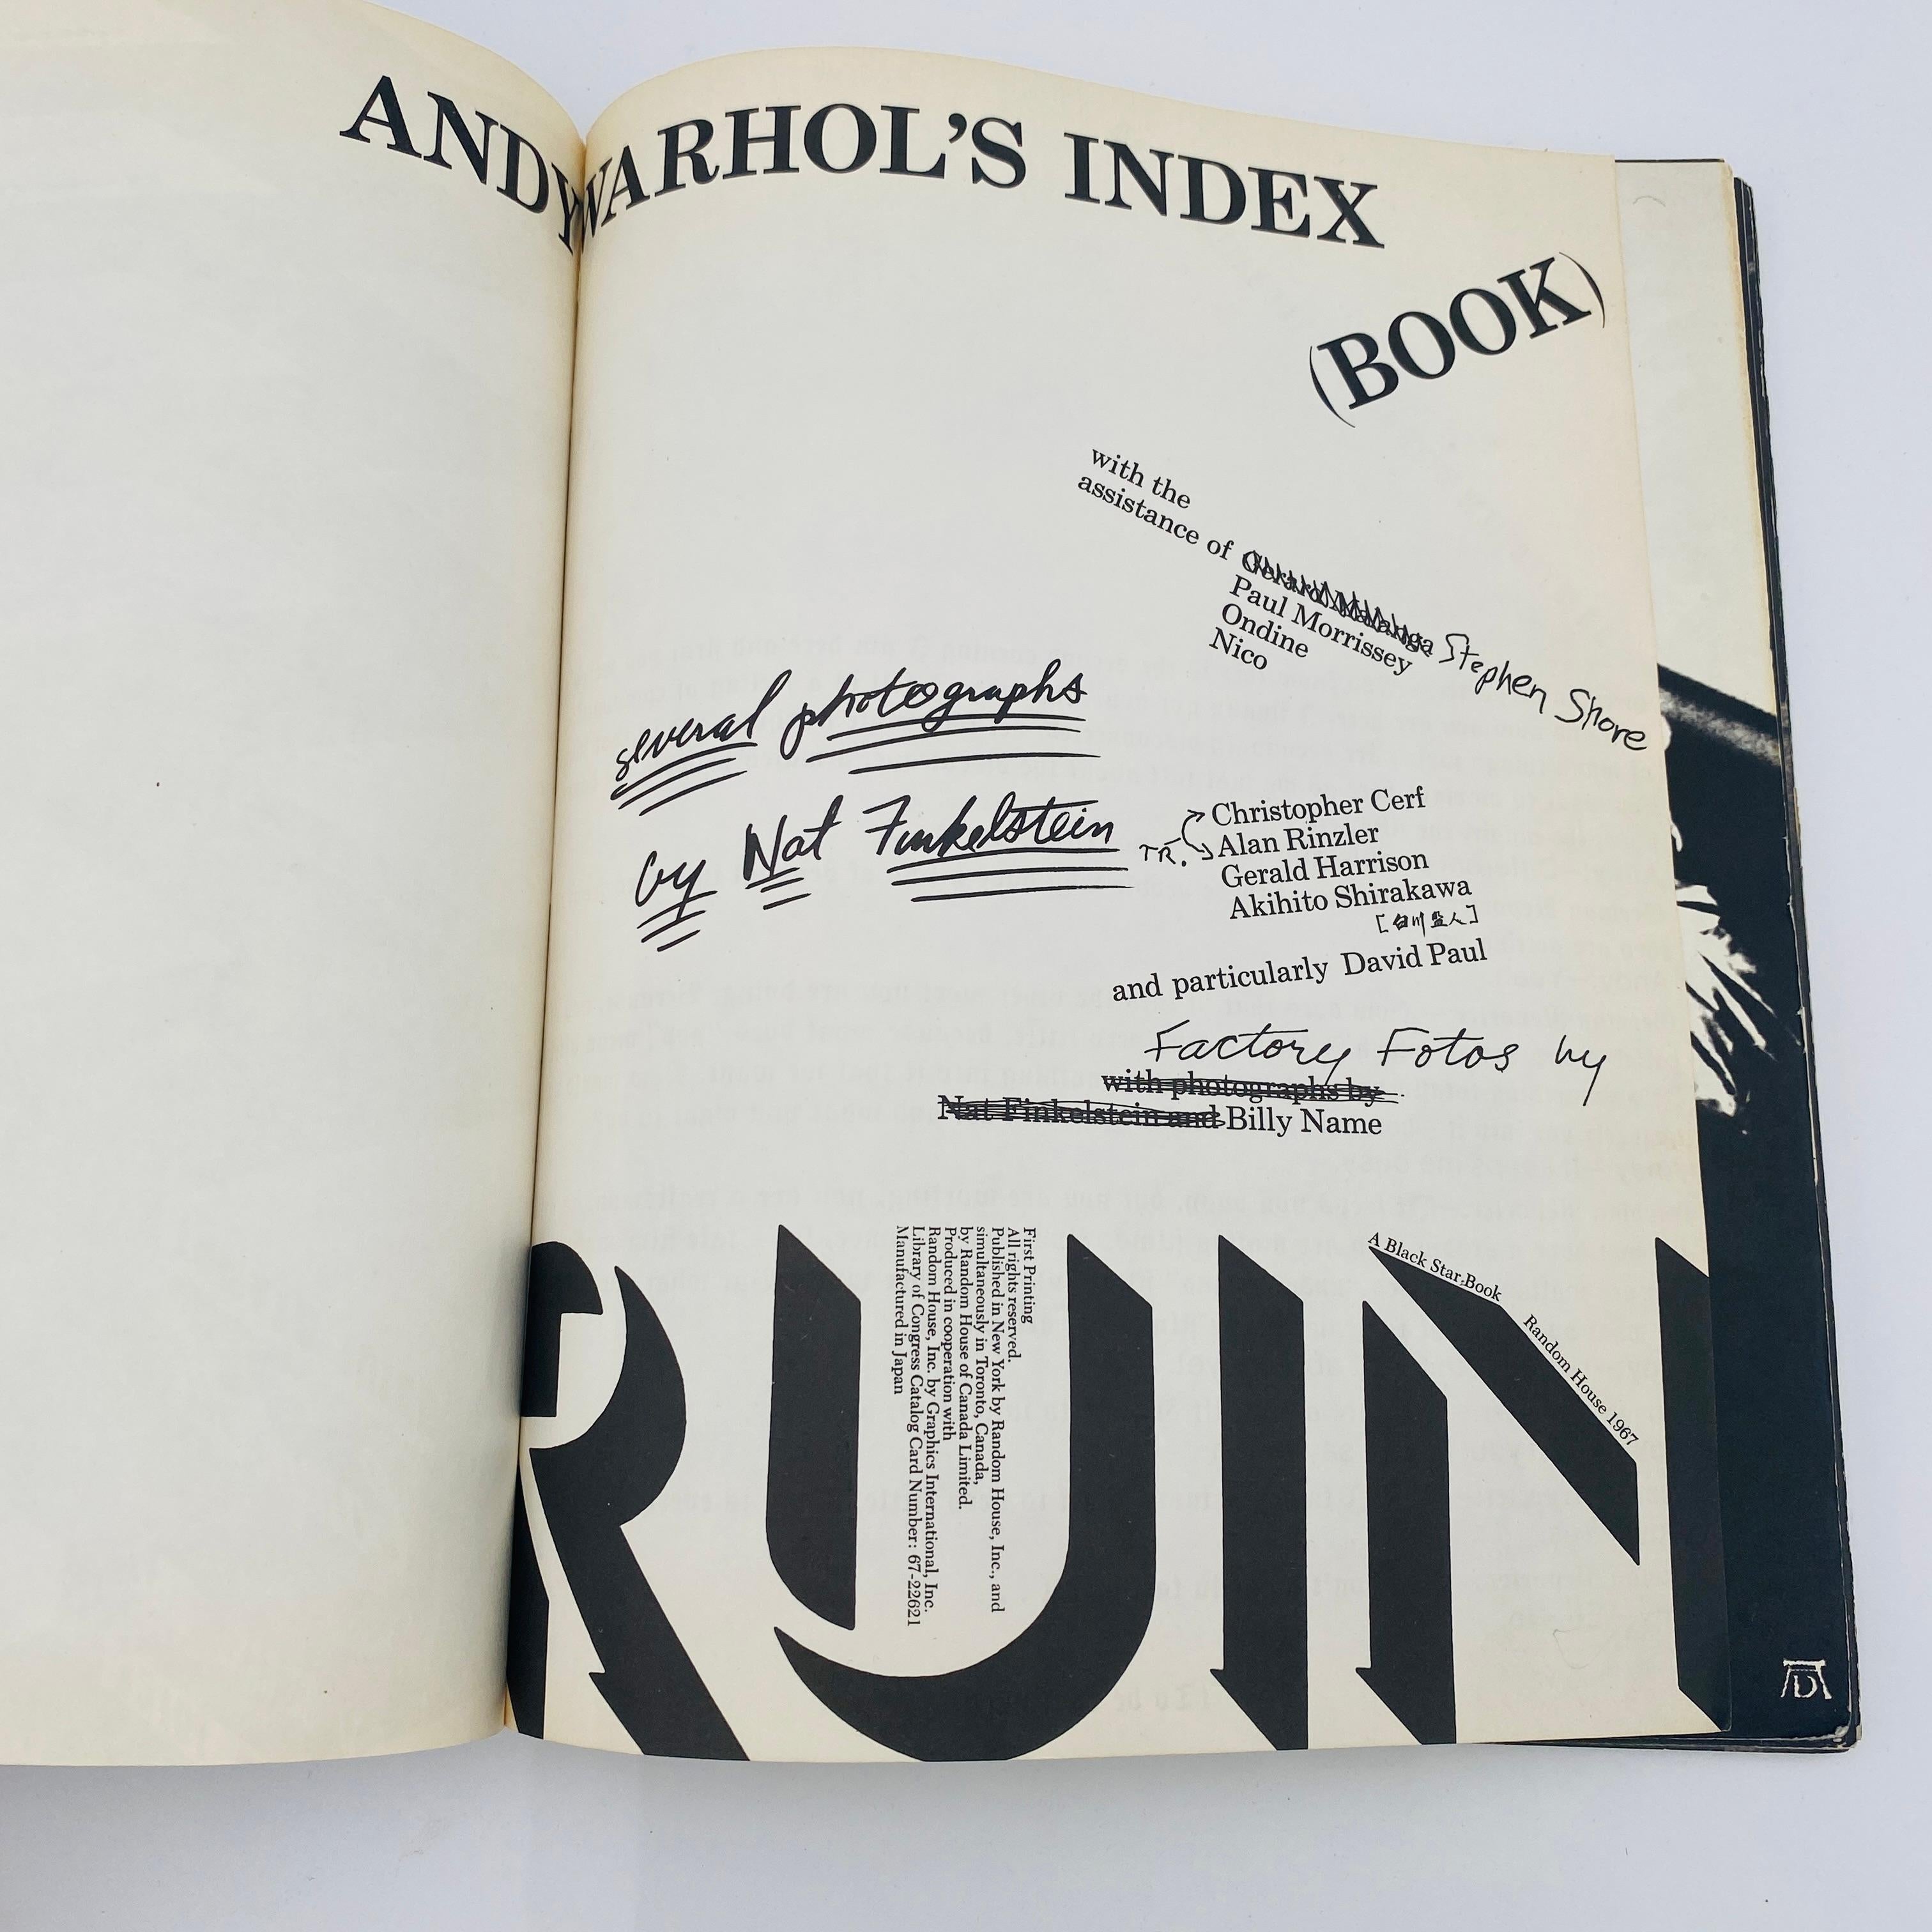 ANDY WARHOL'S INDEX
(BOOK)
with the
assistance of Gerard Malanga Stephen Shore
Paul Morrissey
Ondine
Nico
several photographs
by Nat Finkelstein
TR. Christopher Cerf
Alan Rinzler
Gerald Harrison
Akihito Shirakawa
[白川盟人]
and particularly David Paul
Factory Fotos by
with photographs by
Nat Finkelstein and Billy Name
First Printing
All rights reserved.
Published in New York by Random House, Inc., and
simultaneously in Toronto, Canada,
by Random House of Canada Limited.
Produced in cooperation with
Random House, Inc. by Graphics International, Inc.
Library of Congress Catalog Card Number: 67-22621
Manufactured in Japan
A Black Star Book
Random House 1967
RUIN
AD